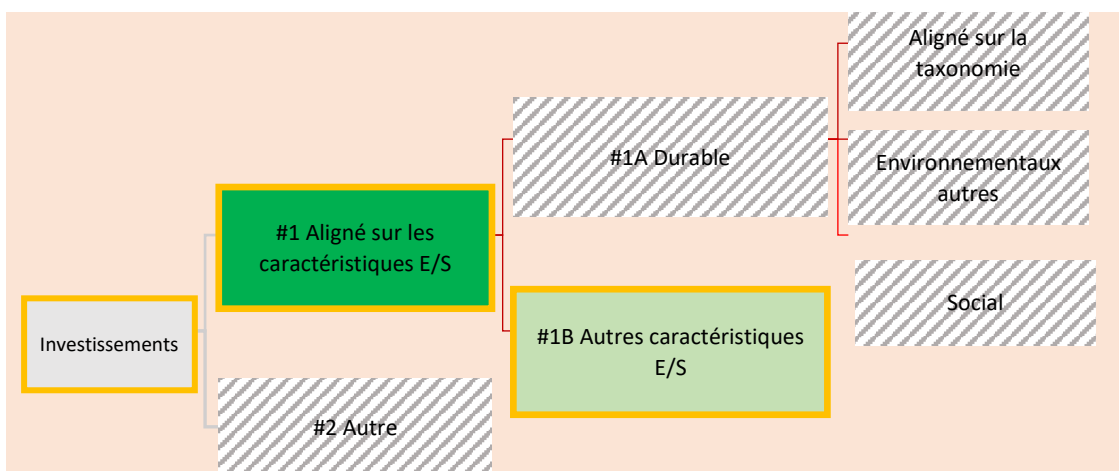 Investissements
#1 Aligné sur les
caractéristiques E/S
#2 Autre
#1A Durable
#1B Autres caractéristiques
E/S
Aligné sur la
taxonomie
Environnementaux
autres
Social